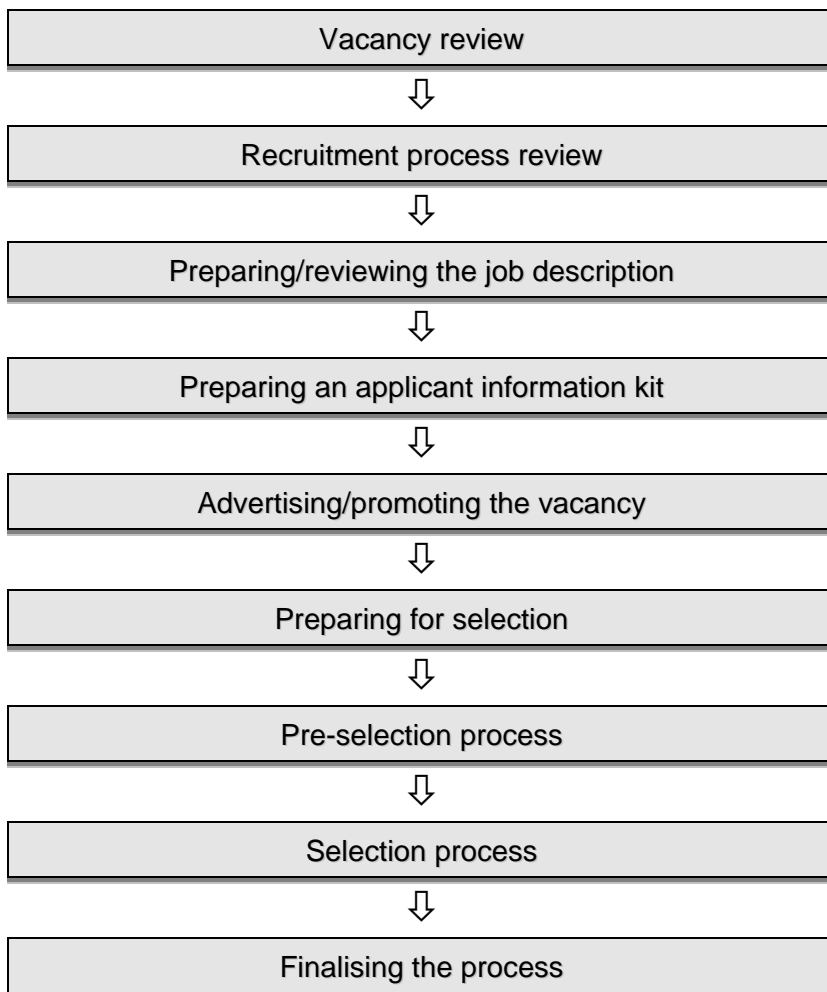 Vacancy review
Recruitment process review
Preparing/reviewing the job description
Preparing an applicant information kit
Advertising/promoting the vacancy
Preparing for selection
Pre-selection process
Selection process
Finalising the process